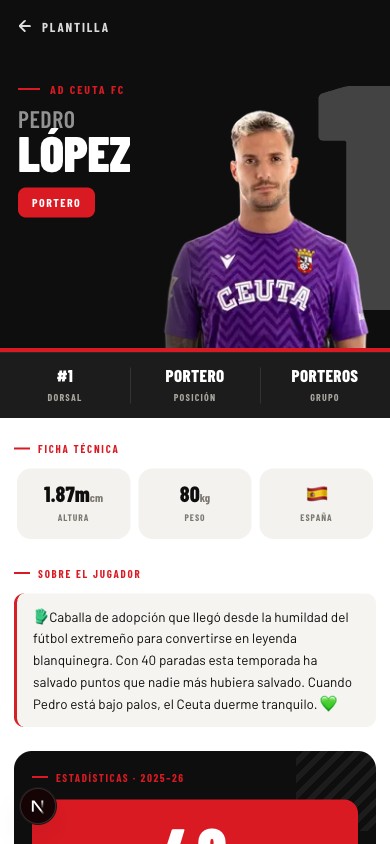 PLANTILLA
AD CEUTA FC
PEDRO
LÓPEZ
PORTERO
1
CEUTA
#1
DORSAL
PORTERO
POSICIÓN
PORTEROS
GRUPO
FICHA TÉCNICA
1.87mcm
ALTURA
80kg
PESO
ESPAÑA
SOBRE EL JUGADOR
Caballa de adopción que llegó desde la humildad del
fútbol extremeño para convertirse en leyenda
blanquinegra. Con 40 paradas esta temporada ha
salvado puntos que nadie más hubiera salvado. Cuando
Pedro está bajo palos, el Ceuta duerme tranquilo. 💚
ESTADÍSTICAS · 2025-26
N